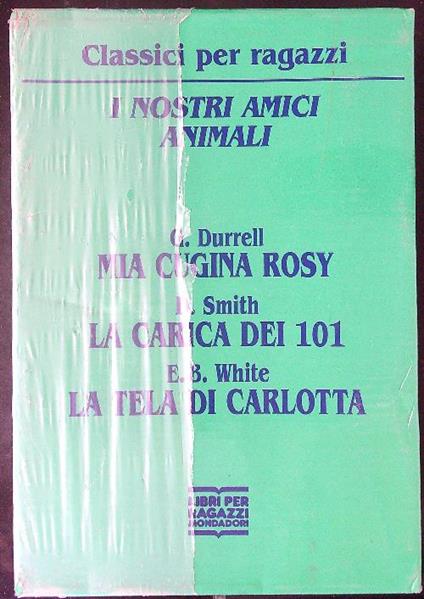 Classici per ragazzi
I NOSTRI AMICI
ANIMALI
G. Durrell
MIA CUGINA ROSY
D. Smith
LA CARICA DEI 101
E.B. White
LA TELA DI CARLOTTA
LIBRI PER
RAGAZZI
MONDADORI